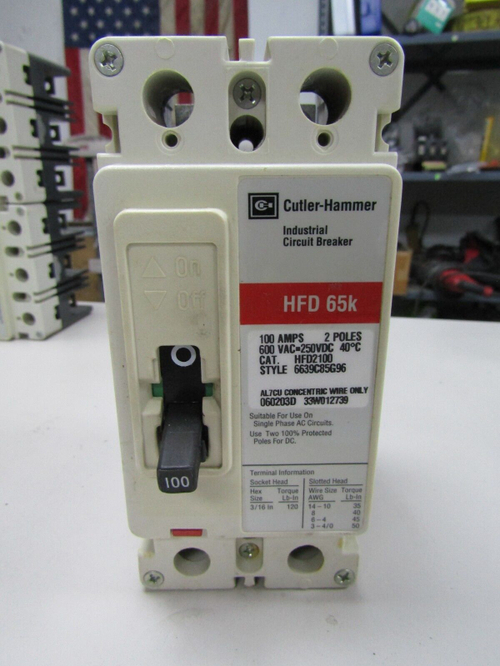 Cutler-Hammer
Industrial
Circuit Breaker
On
Off
HFD 65k
100 AMPS 2 POLES
600 VAC=250VDC 40°C
CAT. HFD2100
STYLE 6639C85G96
AL7CU CONCENTRIC WIRE ONLY
060203D 33W012739
Suitable For Use On
Single Phase AC Circuits.
Use Two 100% Protected
Poles For DC.
O
100
Terminal Information
Socket Head Slotted Head
Hex Torque Wire Size Torque
Size Lb-in AWG Lb-in
3/16 in 120 14-10 35
8 40
6-4 45
3-4/0 50